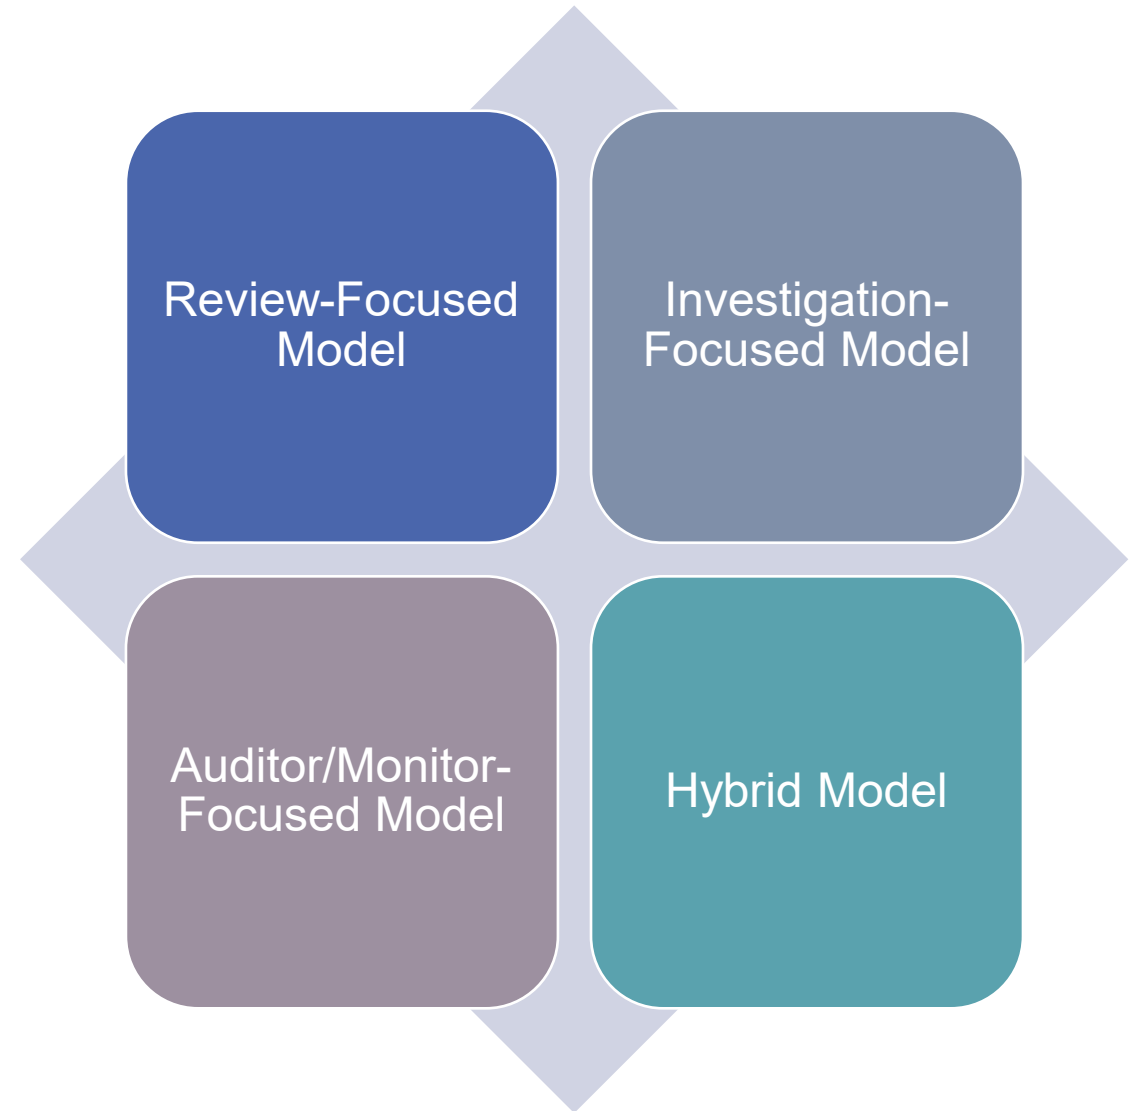 Review-Focused
Model
Investigation-
Focused Model
Auditor/Monitor-
Focused Model
Hybrid Model